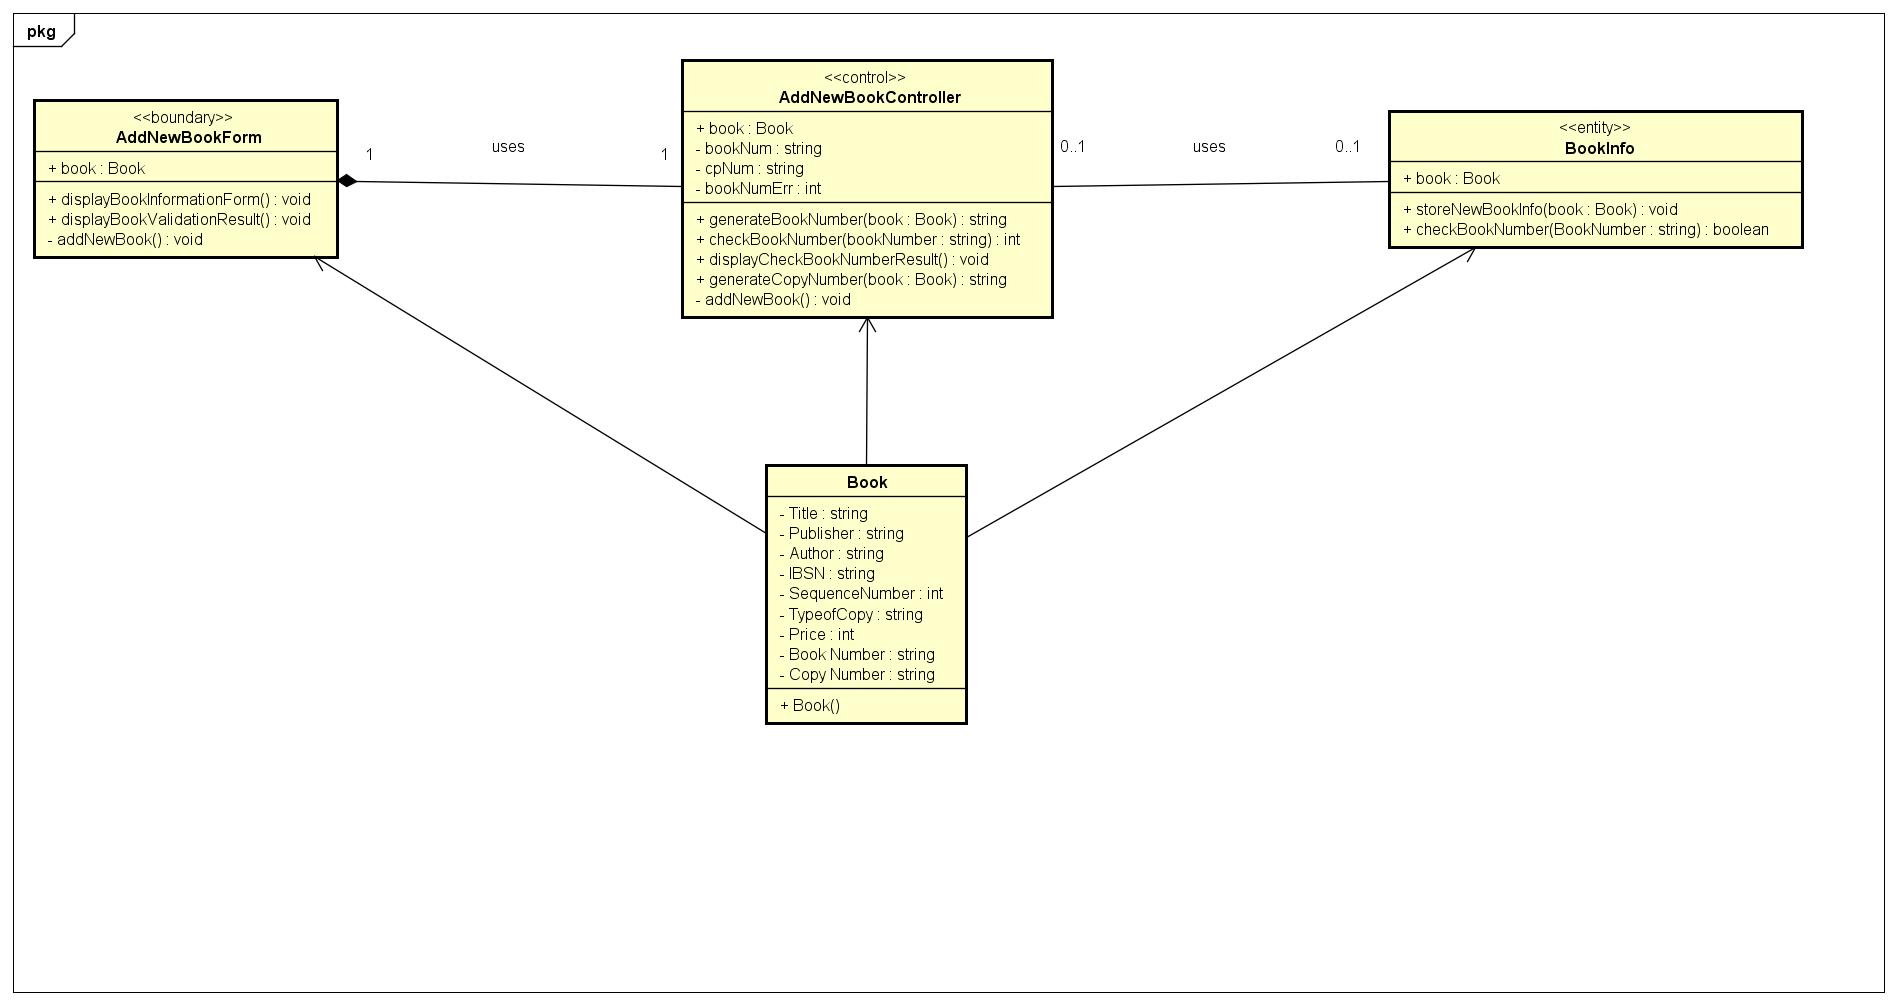 pkg
<<boundary>>
AddNewBookForm
+ book : Book
+ displayBookInformationForm() : void
+ displayBookValidationResult() : void
- addNewBook() : void
1
uses
1
<<control>>
AddNewBookController
+ book : Book
- bookNum : string
- cpNum : string
- bookNumErr : int
+ generateBookNumber(book : Book) : string
+ checkBookNumber(bookNumber : string) : int
+ displayCheckBookNumberResult() : void
+ generateCopyNumber(book : Book) : string
- addNewBook() : void
0..1
uses
0..1
<<entity>>
BookInfo
+ book : Book
+ storeNewBookInfo(book : Book) : void
+ checkBookNumber(BookNumber : string) : boolean
Book
- Title : string
- Publisher : string
- Author : string
- IBSN : string
- SequenceNumber : int
- TypeofCopy : string
- Price : int
- Book Number : string
- Copy Number : string
+ Book()